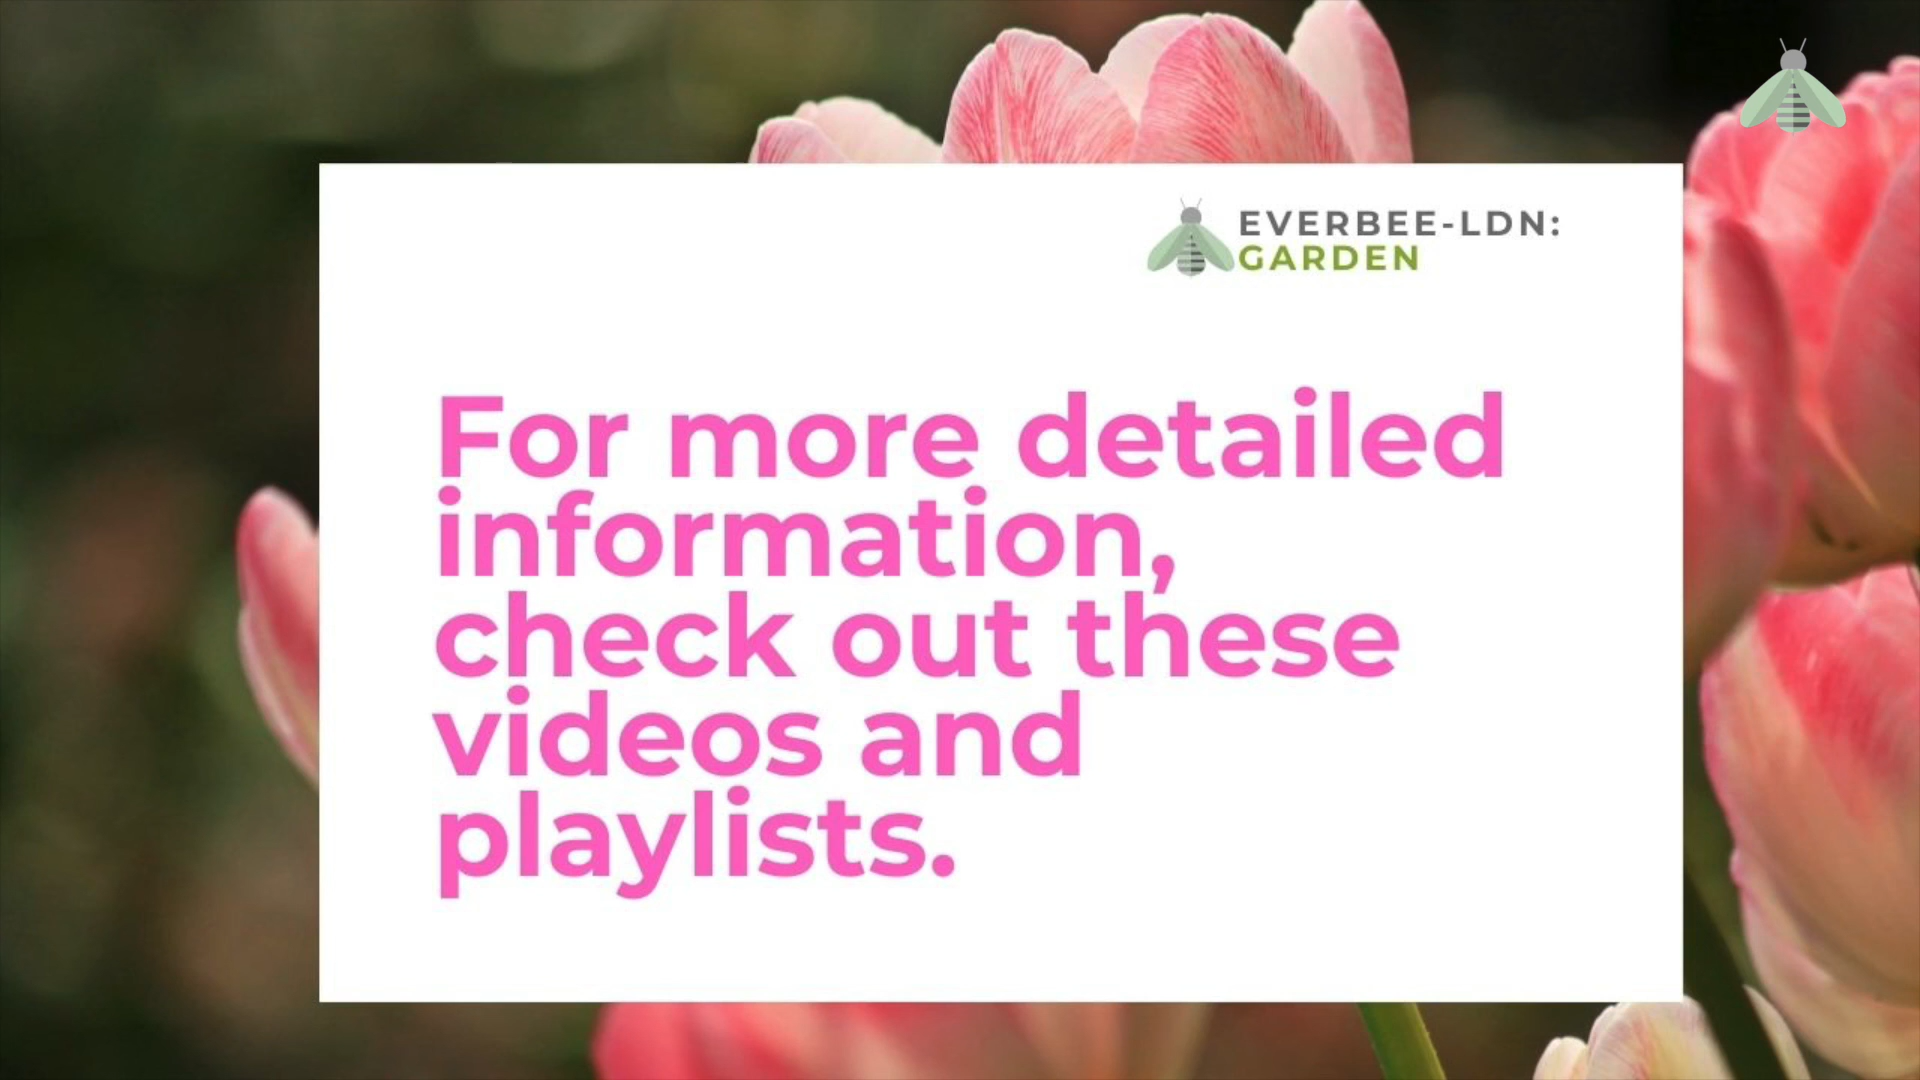 EVERBEE-LDN:
GARDEN
For more detailed
information,
check out these
videos and
playlists.